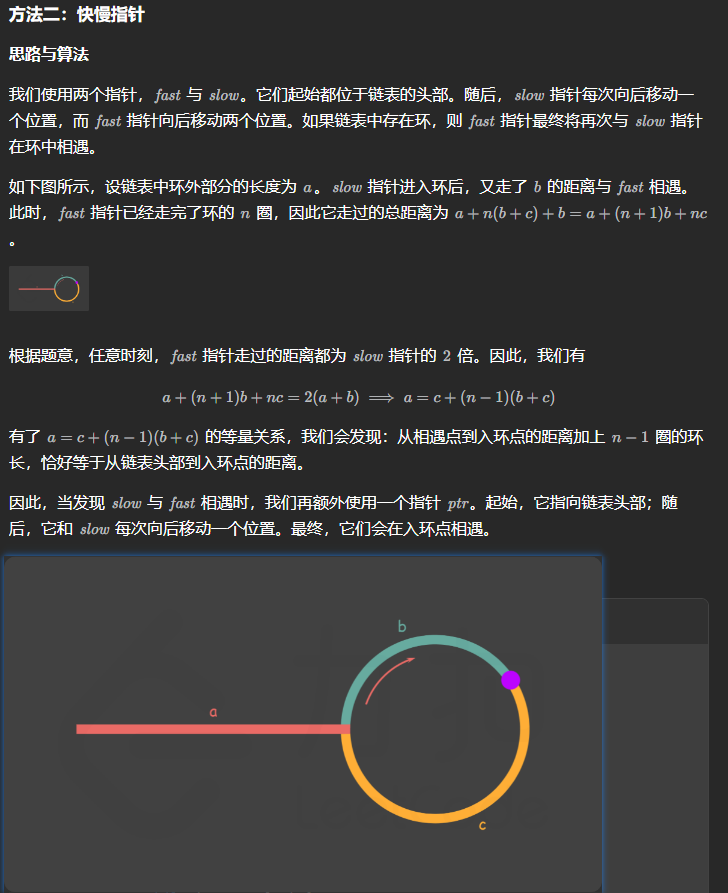 方法二：快慢指针
思路与算法
我们使用两个指针，fast 与 slow。它们起始都位于链表的头部。随后，slow 指针每次向后移动一
个位置，而 fast 指针向后移动两个位置。如果链表中存在环，则 fast 指针最终将再次与 slow 指针
在环中相遇。
如下图所示，设链表中环外部分的长度为 a。slow 指针进入环后，又走了 b 的距离与 fast 相遇。
此时，fast 指针已经走完了环的 n 圈，因此它走过的总距离为 a + n(b + c) + b = a + (n + 1)b + nc
。
根据题意，任意时刻，fast 指针走过的距离都为 slow 指针的 2 倍。因此，我们有
a + (n + 1)b + nc = 2(a + b) ⟹ a = c + (n − 1)(b + c)
有了 a = c + (n − 1)(b + c) 的等量关系，我们会发现：从相遇点到入环点的距离加上 n − 1 圈的环
长，恰好等于从链表头部到入环点的距离。
因此，当发现 slow 与 fast 相遇时，我们再额外使用一个指针 ptr。起始，它指向链表头部；随
后，它和 slow 每次向后移动一个位置。最终，它们会在入环点相遇。
b
a
c